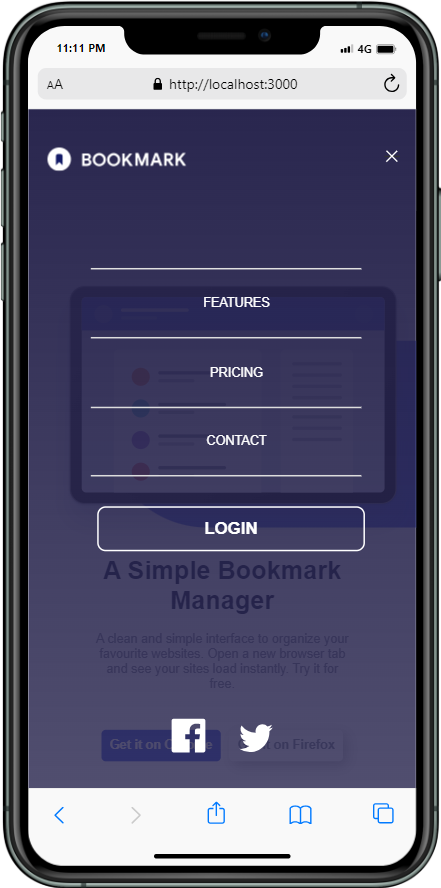 11:11 PM
4G
AA
http://localhost:3000
BOOKMARK
FEATURES
PRICING
CONTACT
LOGIN
A Simple Bookmark
Manager
A clean and simple interface to organize your
favourite websites. Open a new browser tab
and see your sites load instantly. Try it for
free.
Get it on
on Firefox